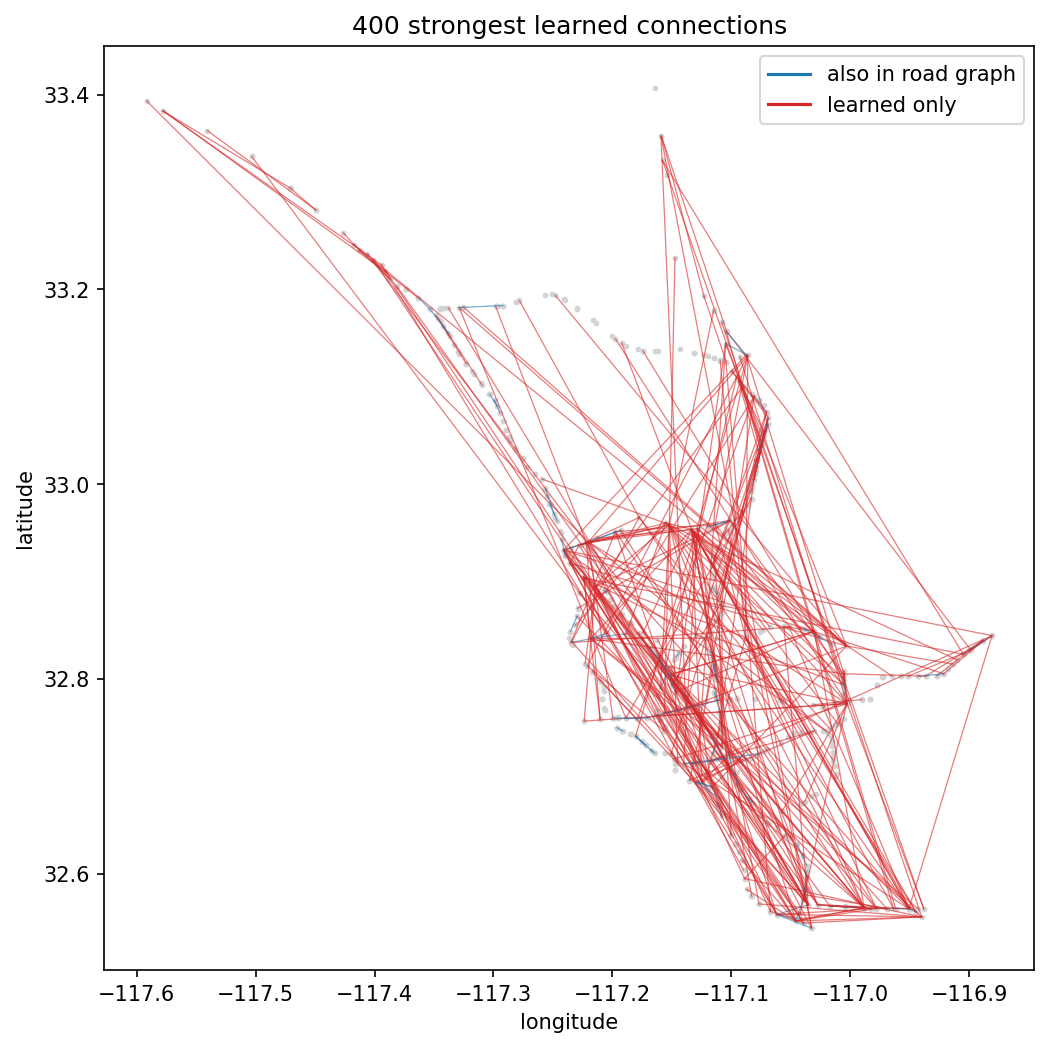 400 strongest learned connections
also in road graph
learned only
33.4
33.2
33.0
32.8
32.6
latitude
−117.6 −117.5 −117.4 −117.3 −117.2 −117.1 −117.0 −116.9
longitude